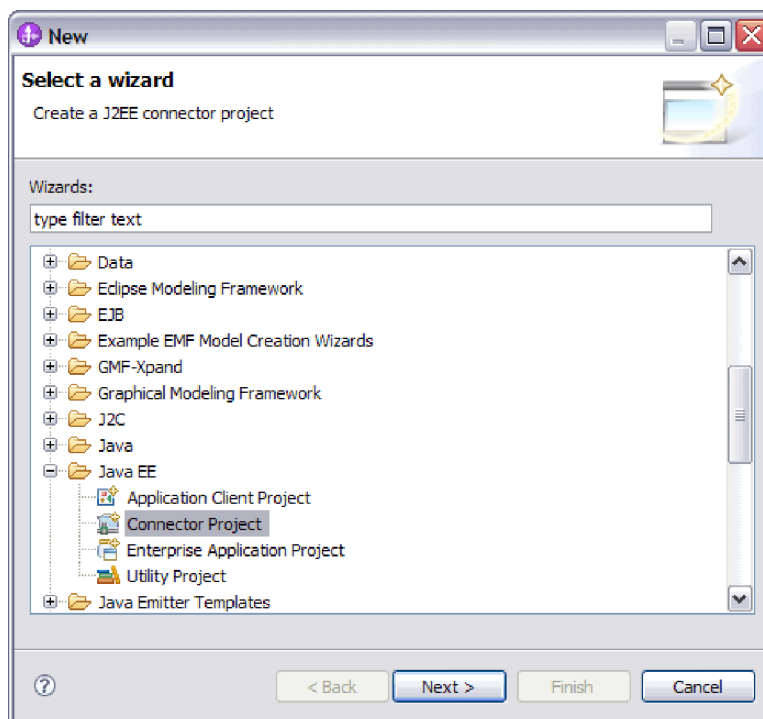 New
Select a wizard
Create a J2EE connector project
Wizards:
type filter text
Data
Eclipse Modeling Framework
EJB
Example EMF Model Creation Wizards
GMF-Xpand
Graphical Modeling Framework
J2C
Java
Java EE
Application Client Project
Connector Project
Enterprise Application Project
Utility Project
Java Emitter Templates
? < Back Next > Finish Cancel